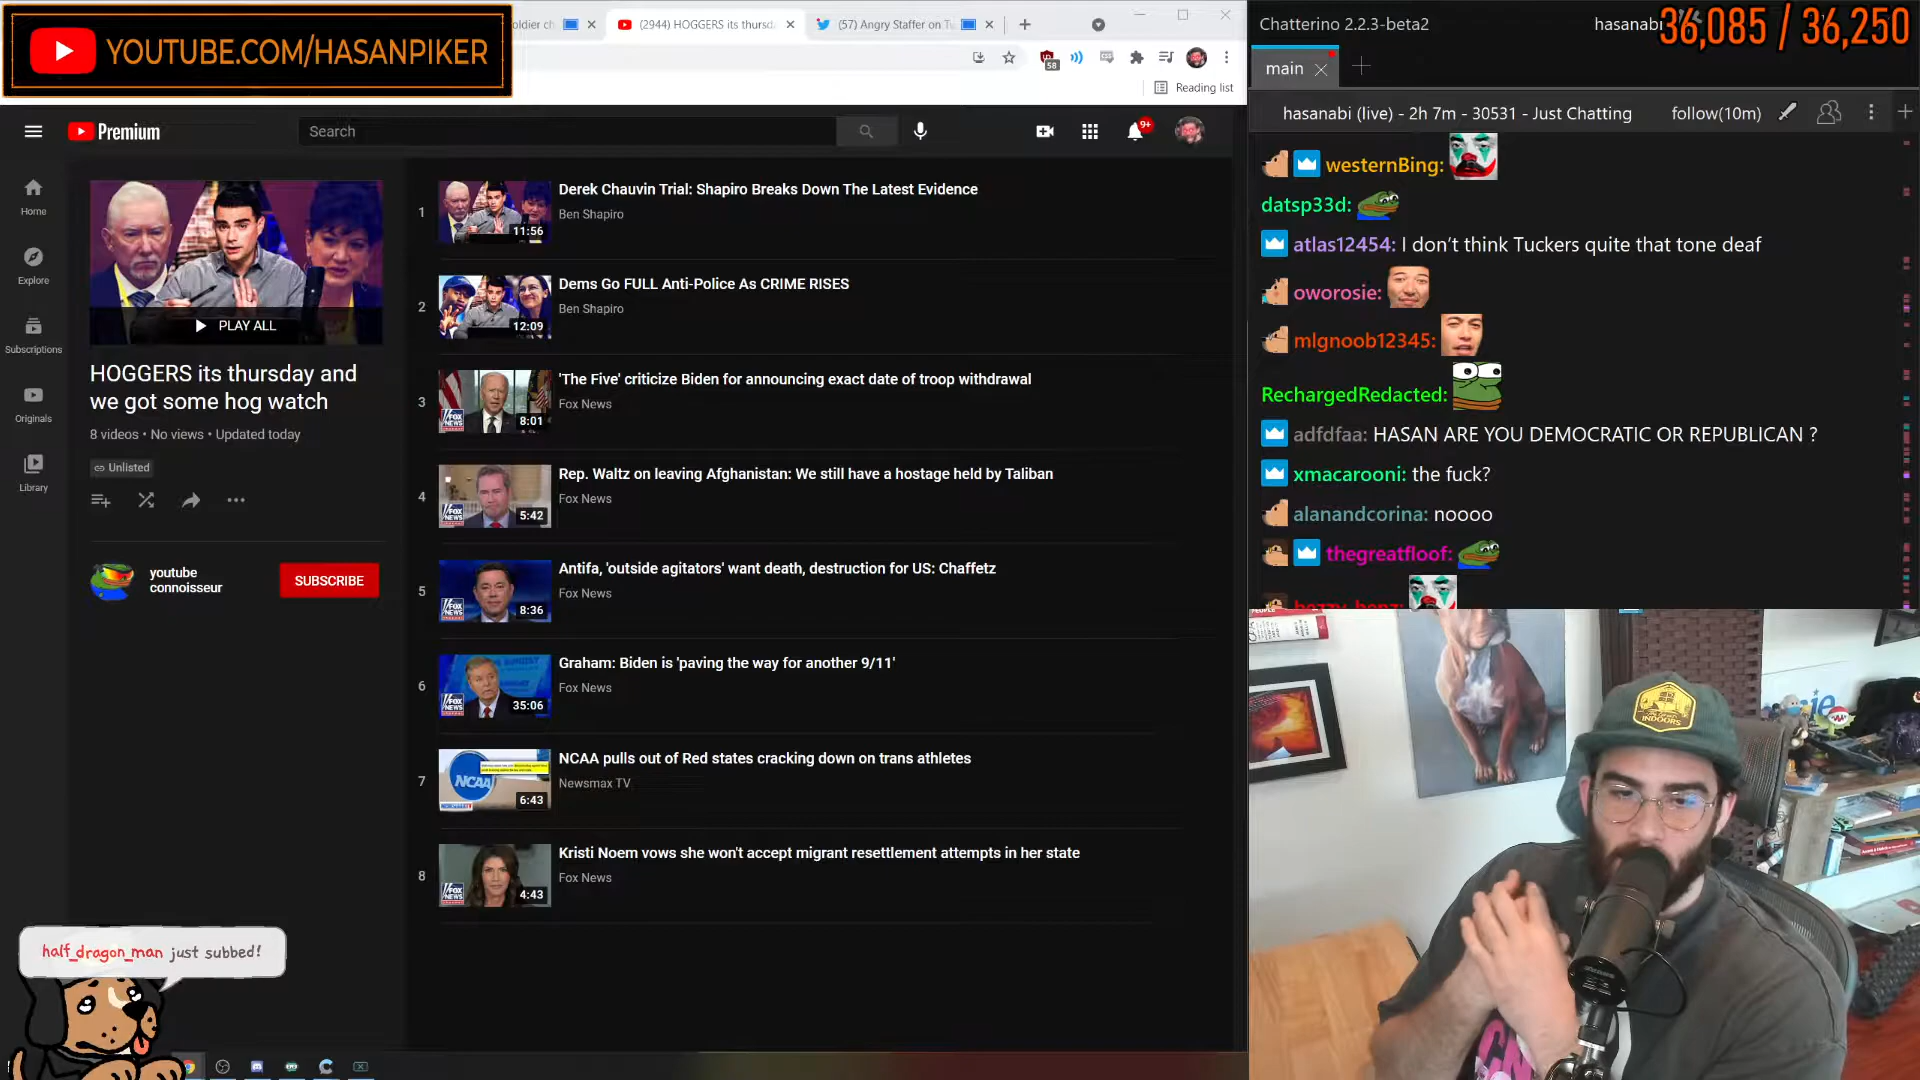 YOUTUBE.COM/HASANPIKER
oldier ch
(2944) HOGGERS its thursd
(57) Angry Staffer on Tw
58
Reading list
Premium
Search
9+
Home
Explore
Subscriptions
Originals
Library
PLAY ALL
HOGGERS its thursday and
we got some hog watch
8 videos • No views • Updated today
Unlisted
youtube
connoisseur
SUBSCRIBE
1
11:56
Derek Chauvin Trial: Shapiro Breaks Down The Latest Evidence
Ben Shapiro
2
12:09
Dems Go FULL Anti-Police As CRIME RISES
Ben Shapiro
3
8:01
'The Five' criticize Biden for announcing exact date of troop withdrawal
Fox News
4
5:42
Rep. Waltz on leaving Afghanistan: We still have a hostage held by Taliban
Fox News
5
8:36
Antifa, 'outside agitators' want death, destruction for US: Chaffetz
Fox News
6
35:06
Graham: Biden is 'paving the way for another 9/11'
Fox News
7
NCAA
6:43
NCAA pulls out of Red states cracking down on trans athletes
Newsmax TV
8
4:43
Kristi Noem vows she won't accept migrant resettlement attempts in her state
Fox News
half_dragon_man just subbed!
Chatterino 2.2.3-beta2
hasanabi
36,085 / 36,250
main
hasanabi (live) - 2h 7m - 30531 - Just Chatting
follow(10m)
westernBing:
datsp33d:
atlas12454: I don't think Tuckers quite that tone deaf
oworosie:
mlgnoob12345:
RechargedRedacted:
adfdfaa: HASAN ARE YOU DEMOCRATIC OR REPUBLICAN ?
xmacarooni: the fuck?
alanandcorina: noooo
thegreatfloof:
INDOORS